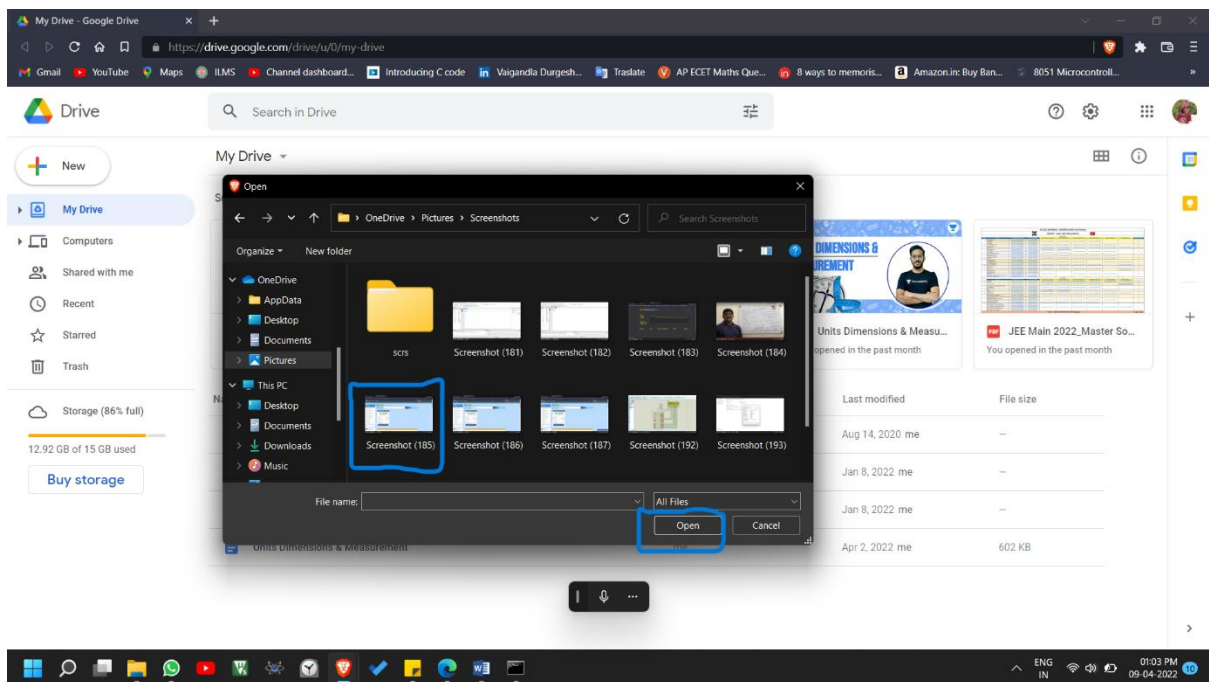 My Drive - Google Drive
https://drive.google.com/drive/u/0/my-drive
Gmail YouTube Maps ILMS Channel dashboard... Introducing C code Vaigandla Durgesh... Traslate AP ECET Maths Que... 8 ways to memoris... Amazon.in: Buy Ban... 8051 Microcontroll...
Drive
Search in Drive
New
My Drive
My Drive
Computers
Shared with me
Recent
Starred
Trash
Storage (86% full)
12.92 GB of 15 GB used
Buy storage
Open
OneDrive > Pictures > Screenshots
Search Screenshots
Organize New folder
OneDrive
AppData
Desktop
Documents
Pictures
This PC
Desktop
Documents
Downloads
Music
scrs Screenshot (181) Screenshot (182) Screenshot (183) Screenshot (184)
Screenshot (185) Screenshot (186) Screenshot (187) Screenshot (192) Screenshot (193)
File name: All Files
Open Cancel
DIMENSIONS &
Units Dimensions & Measu...
opened in the past month
PDF JEE Main 2022_Master So...
You opened in the past month
Last modified File size
Aug 14, 2020 me –
Jan 8, 2022 me –
Jan 8, 2022 me –
Units Dimensions & Measurement Apr 2, 2022 me 602 KB
ENG
IN
01:03 PM
09-04-2022
10